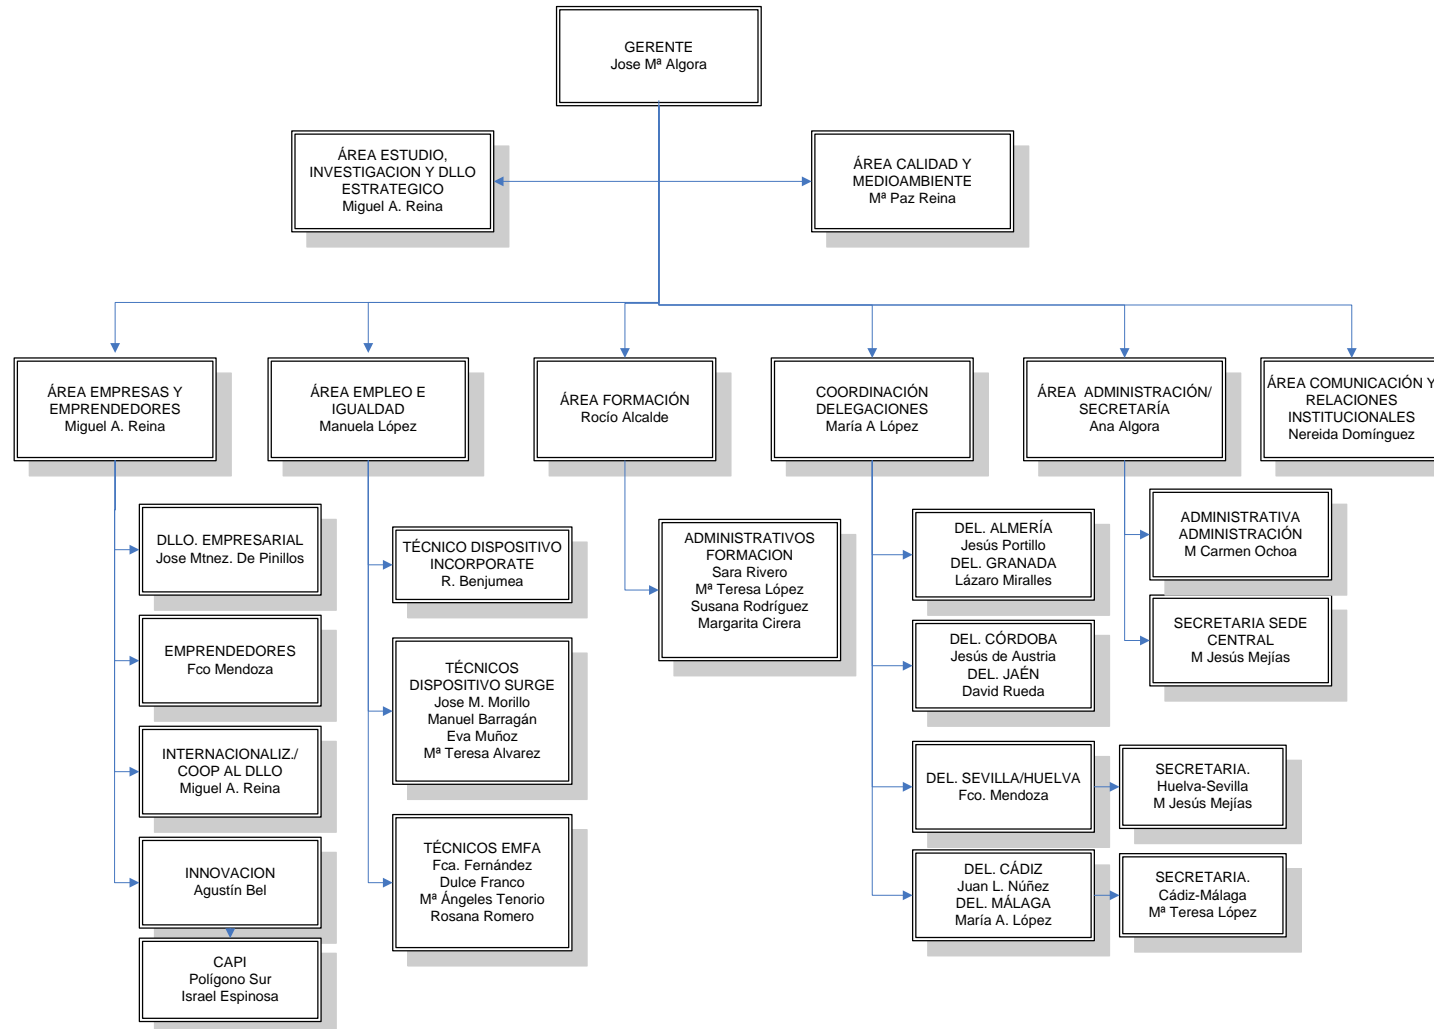 GERENTE
Jose Mª Algora
ÁREA ESTUDIO,
INVESTIGACION Y DLLO
ESTRATEGICO
Miguel A. Reina
ÁREA CALIDAD Y
MEDIOAMBIENTE
Mª Paz Reina
ÁREA EMPRESAS Y
EMPRENDEDORES
Miguel A. Reina
ÁREA EMPLEO E
IGUALDAD
Manuela López
ÁREA FORMACIÓN
Rocío Alcalde
COORDINACIÓN
DELEGACIONES
María A López
ÁREA ADMINISTRACIÓN/
SECRETARÍA
Ana Algora
ÁREA COMUNICACIÓN Y
RELACIONES
INSTITUCIONALES
Nereida Domínguez
DLLO. EMPRESARIAL
Jose Mtnez. De Pinillos
EMPRENDEDORES
Fco Mendoza
INTERNACIONALIZ./
COOP AL DLLO
Miguel A. Reina
INNOVACION
Agustín Bel
CAPI
Polígono Sur
Israel Espinosa
TÉCNICO DISPOSITIVO
INCORPORATE
R. Benjumea
TÉCNICOS
DISPOSITIVO SURGE
Jose M. Morillo
Manuel Barragán
Eva Muñoz
Mª Teresa Alvarez
TÉCNICOS EMFA
Fca. Fernández
Dulce Franco
Mª Ángeles Tenorio
Rosana Romero
ADMINISTRATIVOS
FORMACION
Sara Rivero
Mª Teresa López
Susana Rodríguez
Margarita Cirera
DEL. ALMERÍA
Jesús Portillo
DEL. GRANADA
Lázaro Miralles
DEL. CÓRDOBA
Jesús de Austria
DEL. JAÉN
David Rueda
DEL. SEVILLA/HUELVA
Fco. Mendoza
SECRETARIA.
Huelva-Sevilla
M Jesús Mejías
DEL. CÁDIZ
Juan L. Núñez
DEL. MÁLAGA
María A. López
SECRETARIA.
Cádiz-Málaga
Mª Teresa López
ADMINISTRATIVA
ADMINISTRACIÓN
M Carmen Ochoa
SECRETARIA SEDE
CENTRAL
M Jesús Mejías